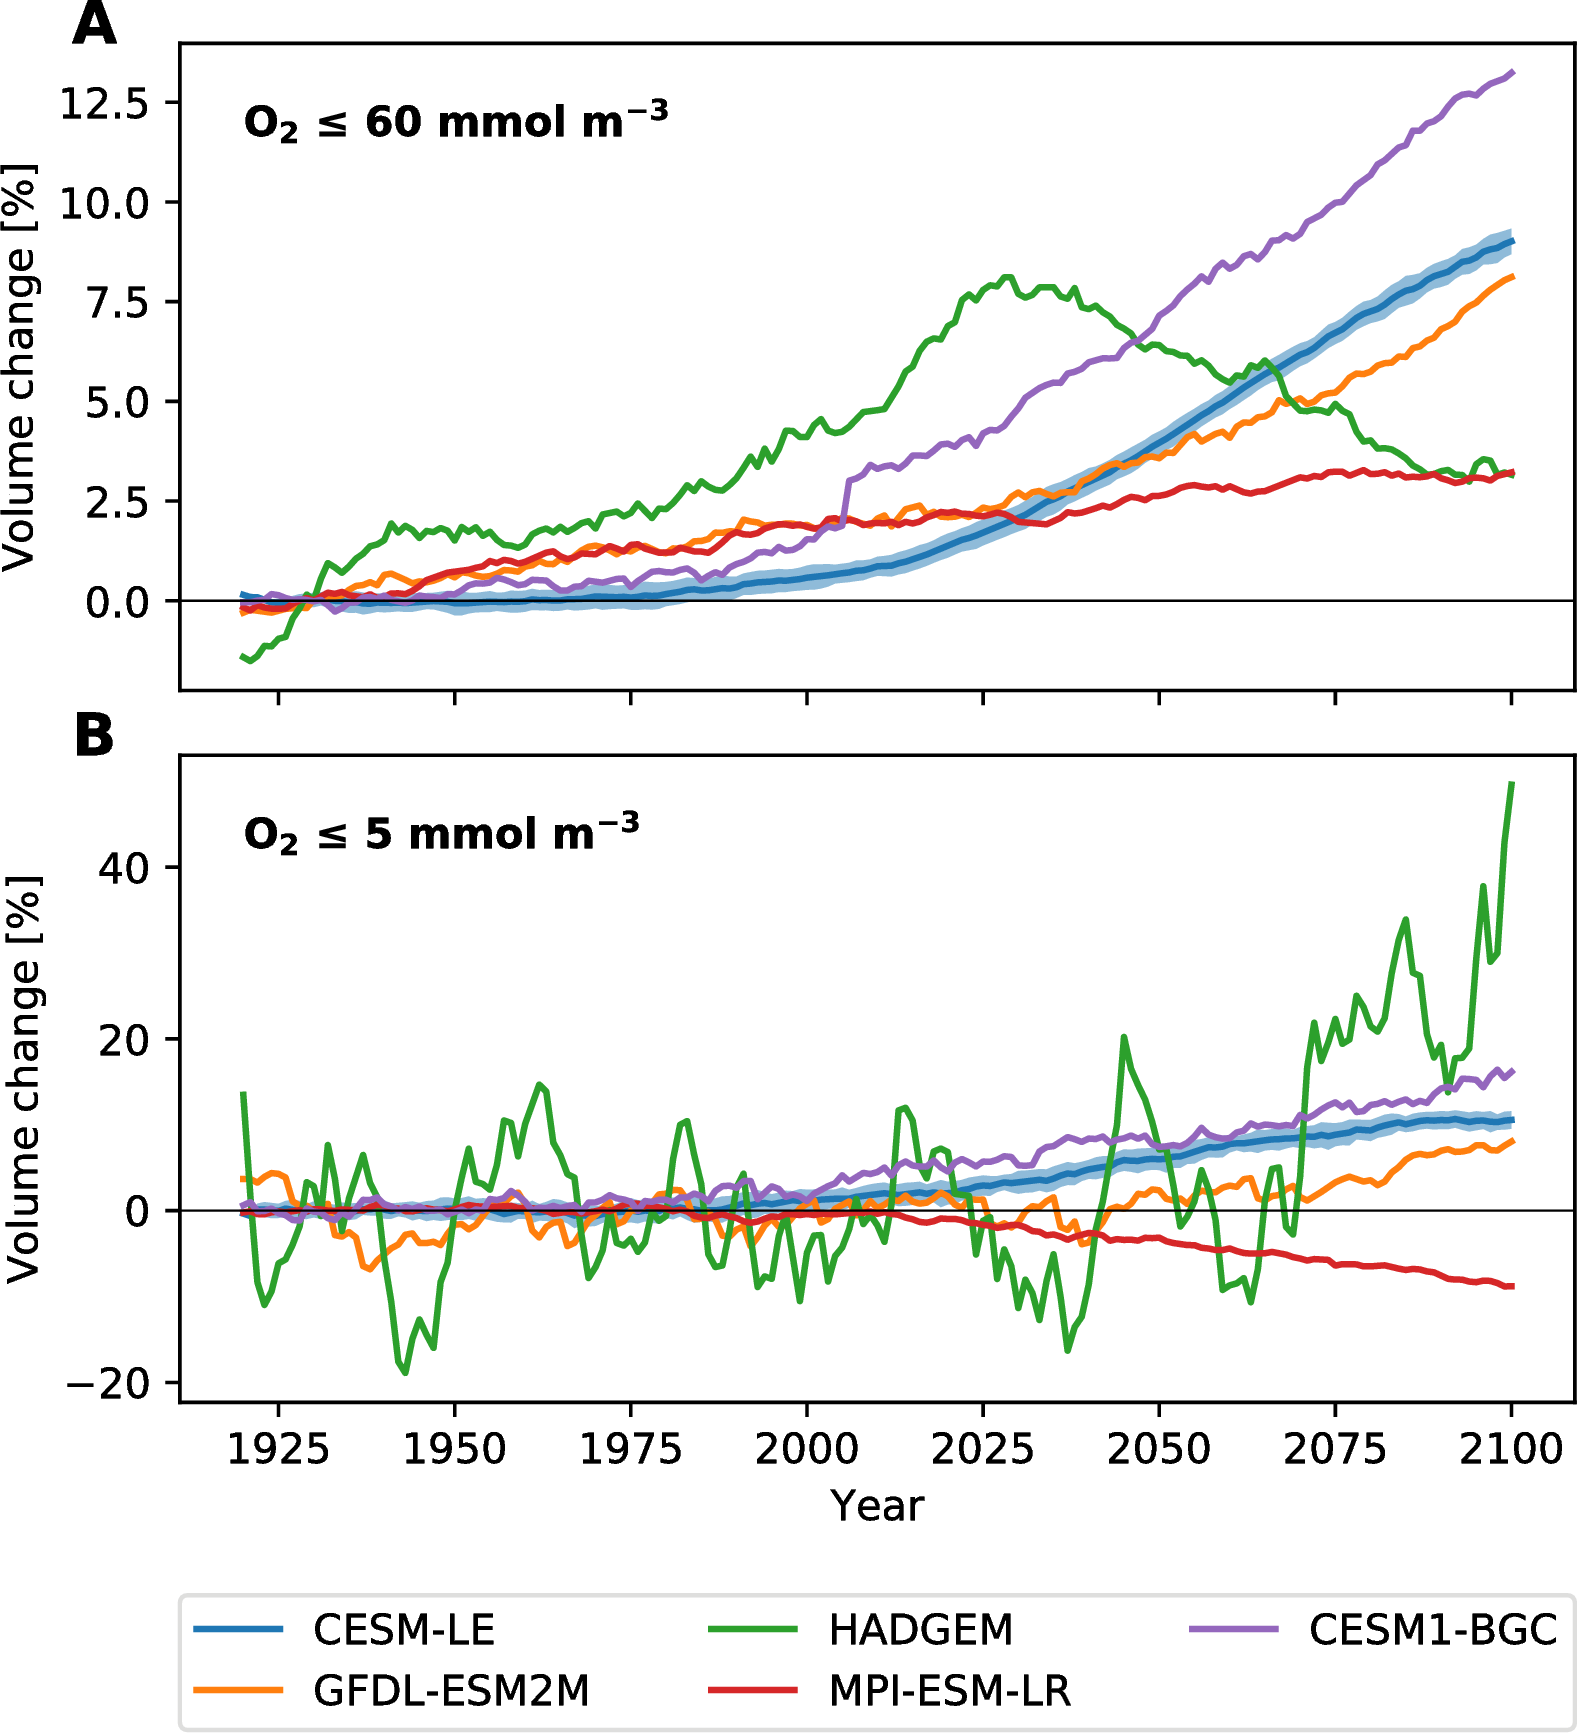 A
O₂ ≤ 60 mmol m⁻³
Volume change [%]
12.5
10.0
7.5
5.0
2.5
0.0
B
O₂ ≤ 5 mmol m⁻³
Volume change [%]
40
20
0
−20
1925 1950 1975 2000 2025 2050 2075 2100
Year
CESM-LE HADGEM CESM1-BGC
GFDL-ESM2M MPI-ESM-LR